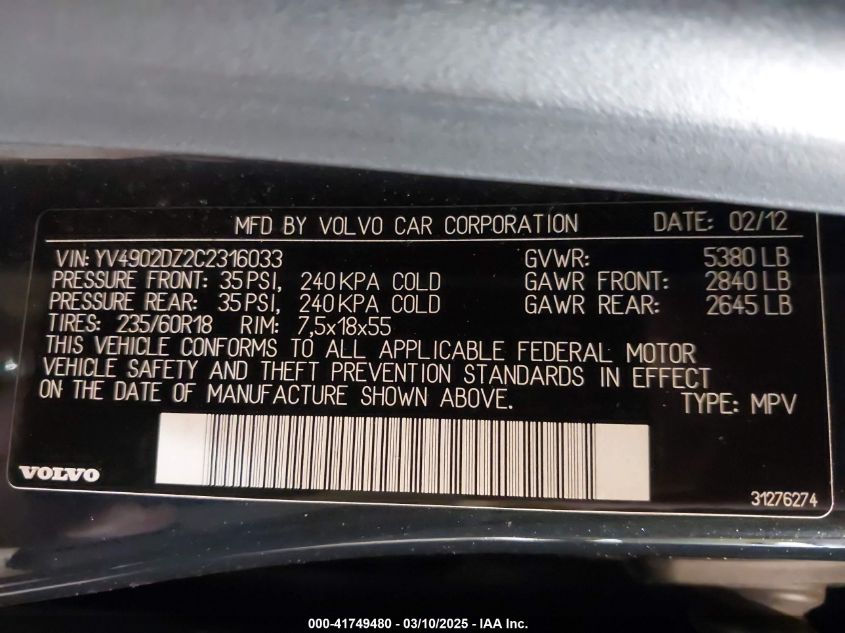 MFD BY VOLVO CAR CORPORATION DATE: 02/12
VIN: YV4902DZ2C2316033 GVWR: 5380 LB
PRESSURE FRONT: 35 PSI, 240 KPA COLD GAWR FRONT: 2840 LB
PRESSURE REAR: 35 PSI, 240 KPA COLD GAWR REAR: 2645 LB
TIRES: 235/60R18 RIM: 7,5x18x55
THIS VEHICLE CONFORMS TO ALL APPLICABLE FEDERAL MOTOR
VEHICLE SAFETY AND THEFT PREVENTION STANDARDS IN EFFECT
ON THE DATE OF MANUFACTURE SHOWN ABOVE. TYPE: MPV
VOLVO
31276274
000-41749480 - 03/10/2025 - IAA Inc.